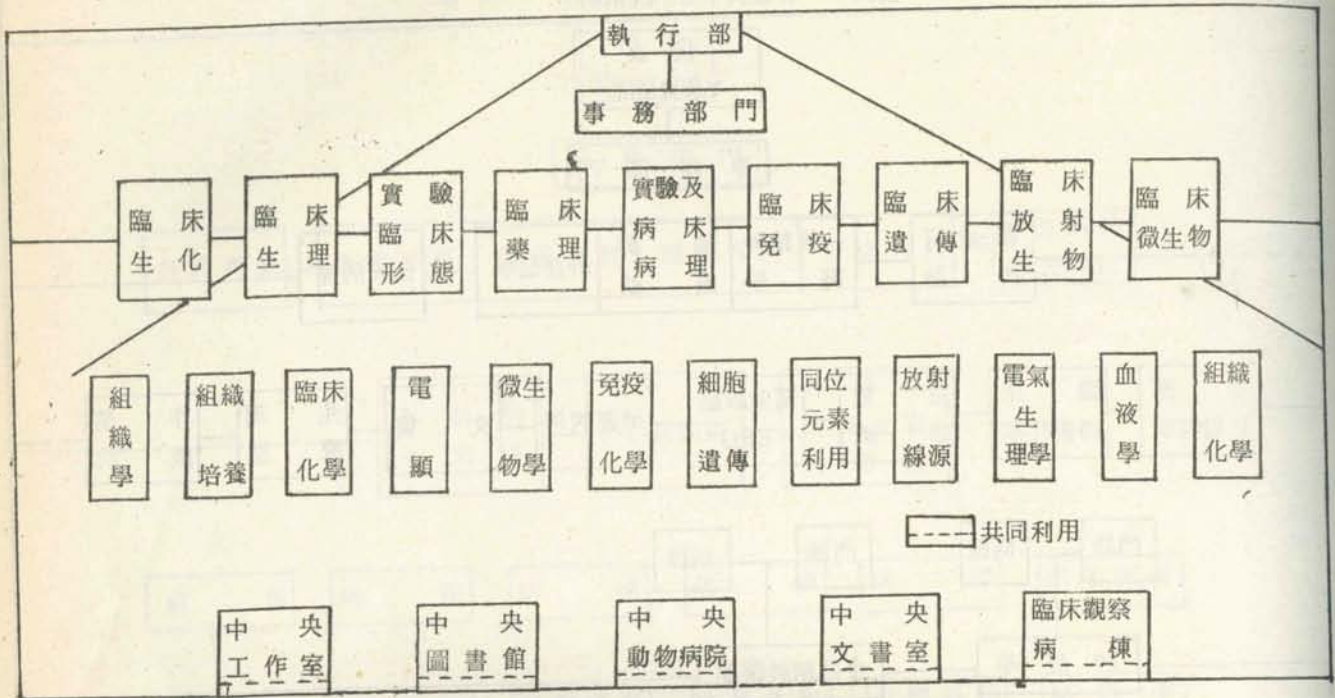 執行部
事務部門
臨床
生化
臨床
生理
實驗
臨床
形態
臨床
藥理
實驗及
病床
病理
臨床
免疫
臨床
遺傳
臨床
放射
生物
臨床
微生物
組
織
學
組織
培養
臨床
化學
電
顯
微生
物學
免疫
化學
細胞
遺傳
同位
元素
利用
放射
線源
電氣
生
理學
血
液
學
組織
化學
共同利用
中央
工作室
中央
圖書館
中央
動物病院
中央
文書室
臨床觀察
病棟